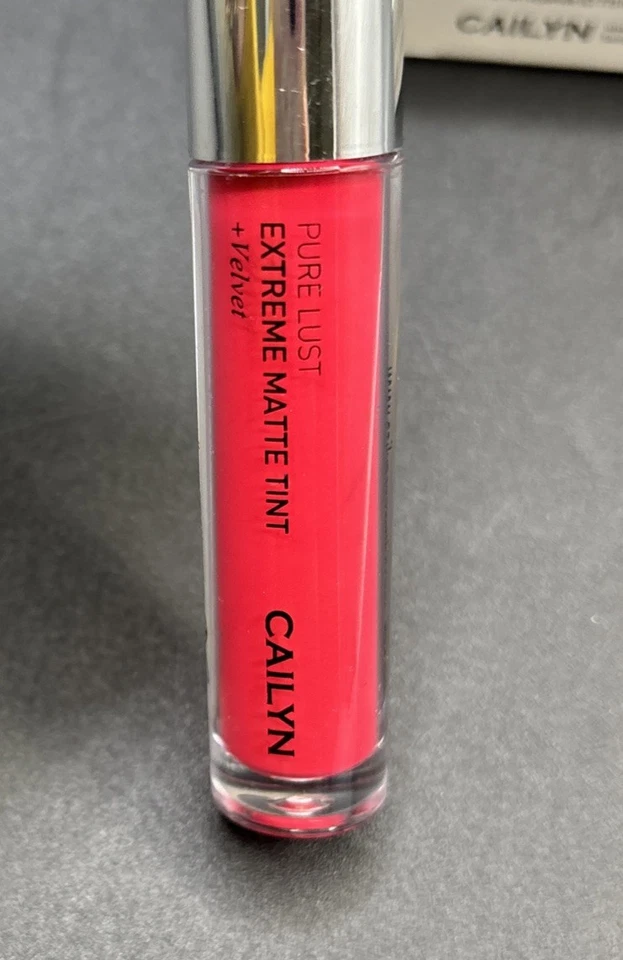 PURE LUST
EXTREME MATTE TINT
+Velvet
CAILYN
CAILYN